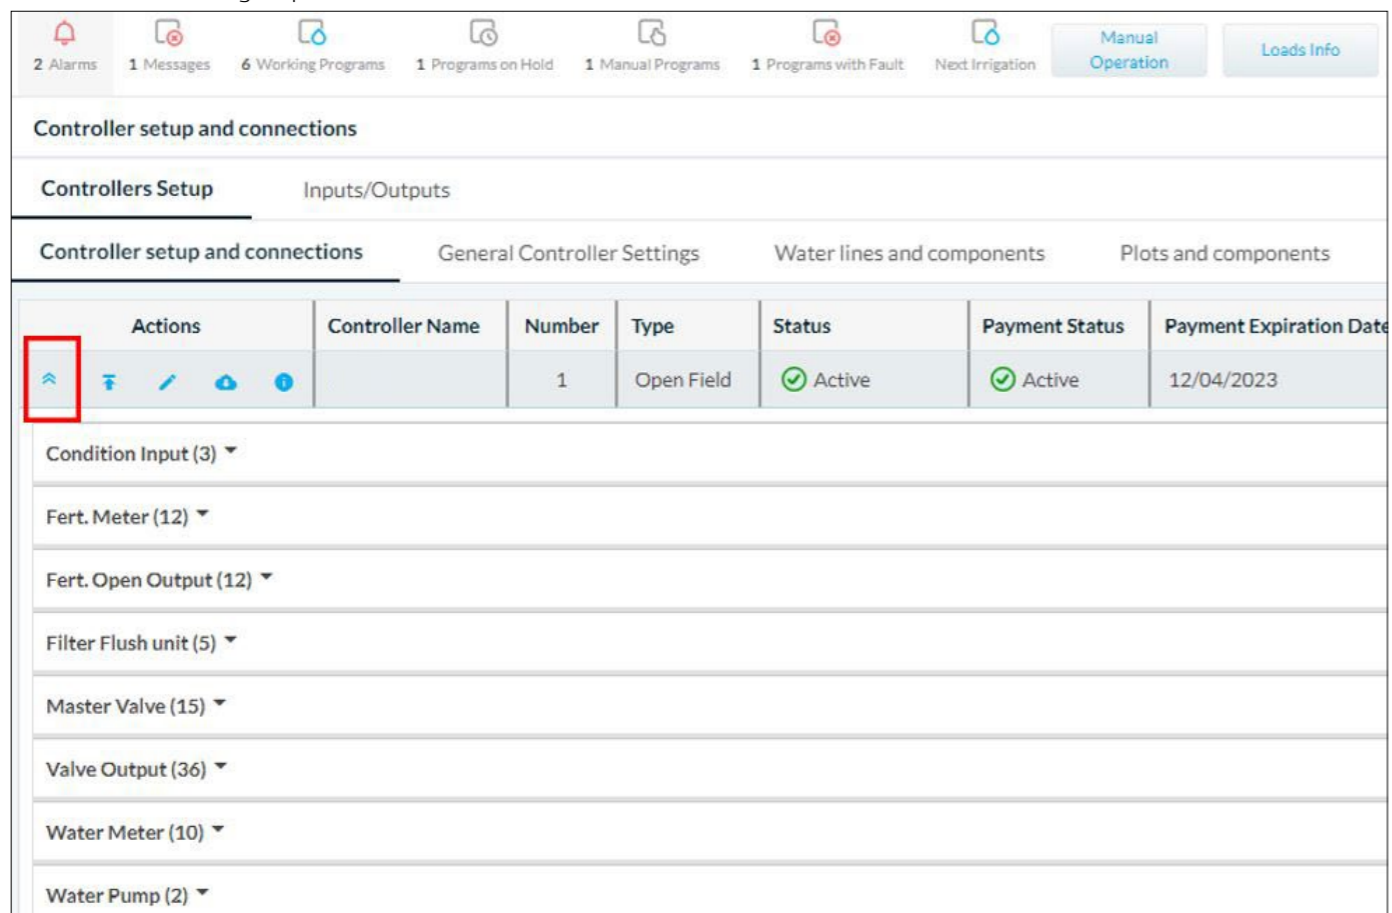 2 Alarms
1 Messages
6 Working Programs
1 Programs on Hold
1 Manual Programs
1 Programs with Fault
Next Irrigation
Manual
Operation
Loads Info
Controller setup and connections
Controllers Setup
Inputs/Outputs
Controller setup and connections
General Controller Settings
Water lines and components
Plots and components
Actions
Controller Name
Number
Type
Status
Payment Status
Payment Expiration Date
1
Open Field
Active
Active
12/04/2023
Condition Input (3)
Fert. Meter (12)
Fert. Open Output (12)
Filter Flush unit (5)
Master Valve (15)
Valve Output (36)
Water Meter (10)
Water Pump (2)